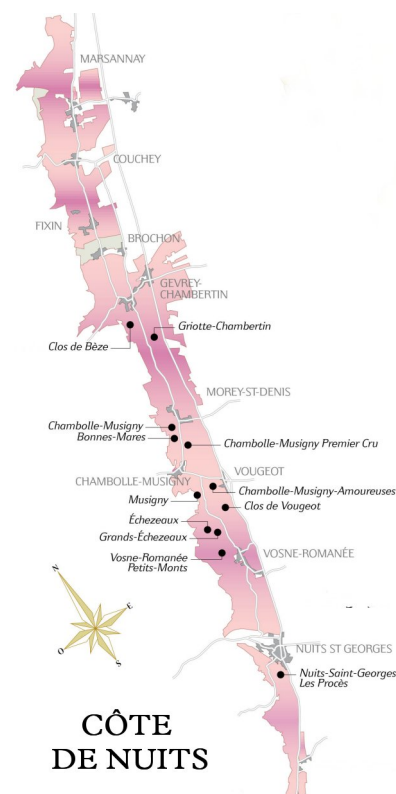 MARSANNAY
COUCHEY
FIXIN
BROCHON
GEVREY-
CHAMBERTIN
Griotte-Chambertin
Clos de Bèze
MOREY-ST-DENIS
Chambolle-Musigny
Bonnes-Mares
Chambolle-Musigny Premier Cru
CHAMBOLLE-MUSIGNY
VOUGEOT
Chambolle-Musigny-Amoureuses
Musigny
Clos de Vougeot
Échezeaux
Grands-Échezeaux
Vosne-Romanée
Petits-Monts
VOSNE-ROMANÉE
N
E
O
S
NUITS ST GEORGES
Nuits-Saint-Georges
Les Procès
CÔTE
DE NUITS